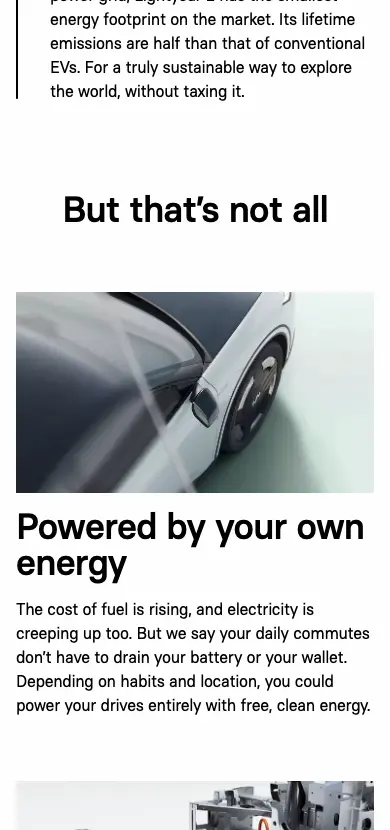 energy footprint on the market. Its lifetime
emissions are half than that of conventional
EVs. For a truly sustainable way to explore
the world, without taxing it.
But that's not all
Powered by your own
energy
The cost of fuel is rising, and electricity is
creeping up too. But we say your daily commutes
don't have to drain your battery or your wallet.
Depending on habits and location, you could
power your drives entirely with free, clean energy.